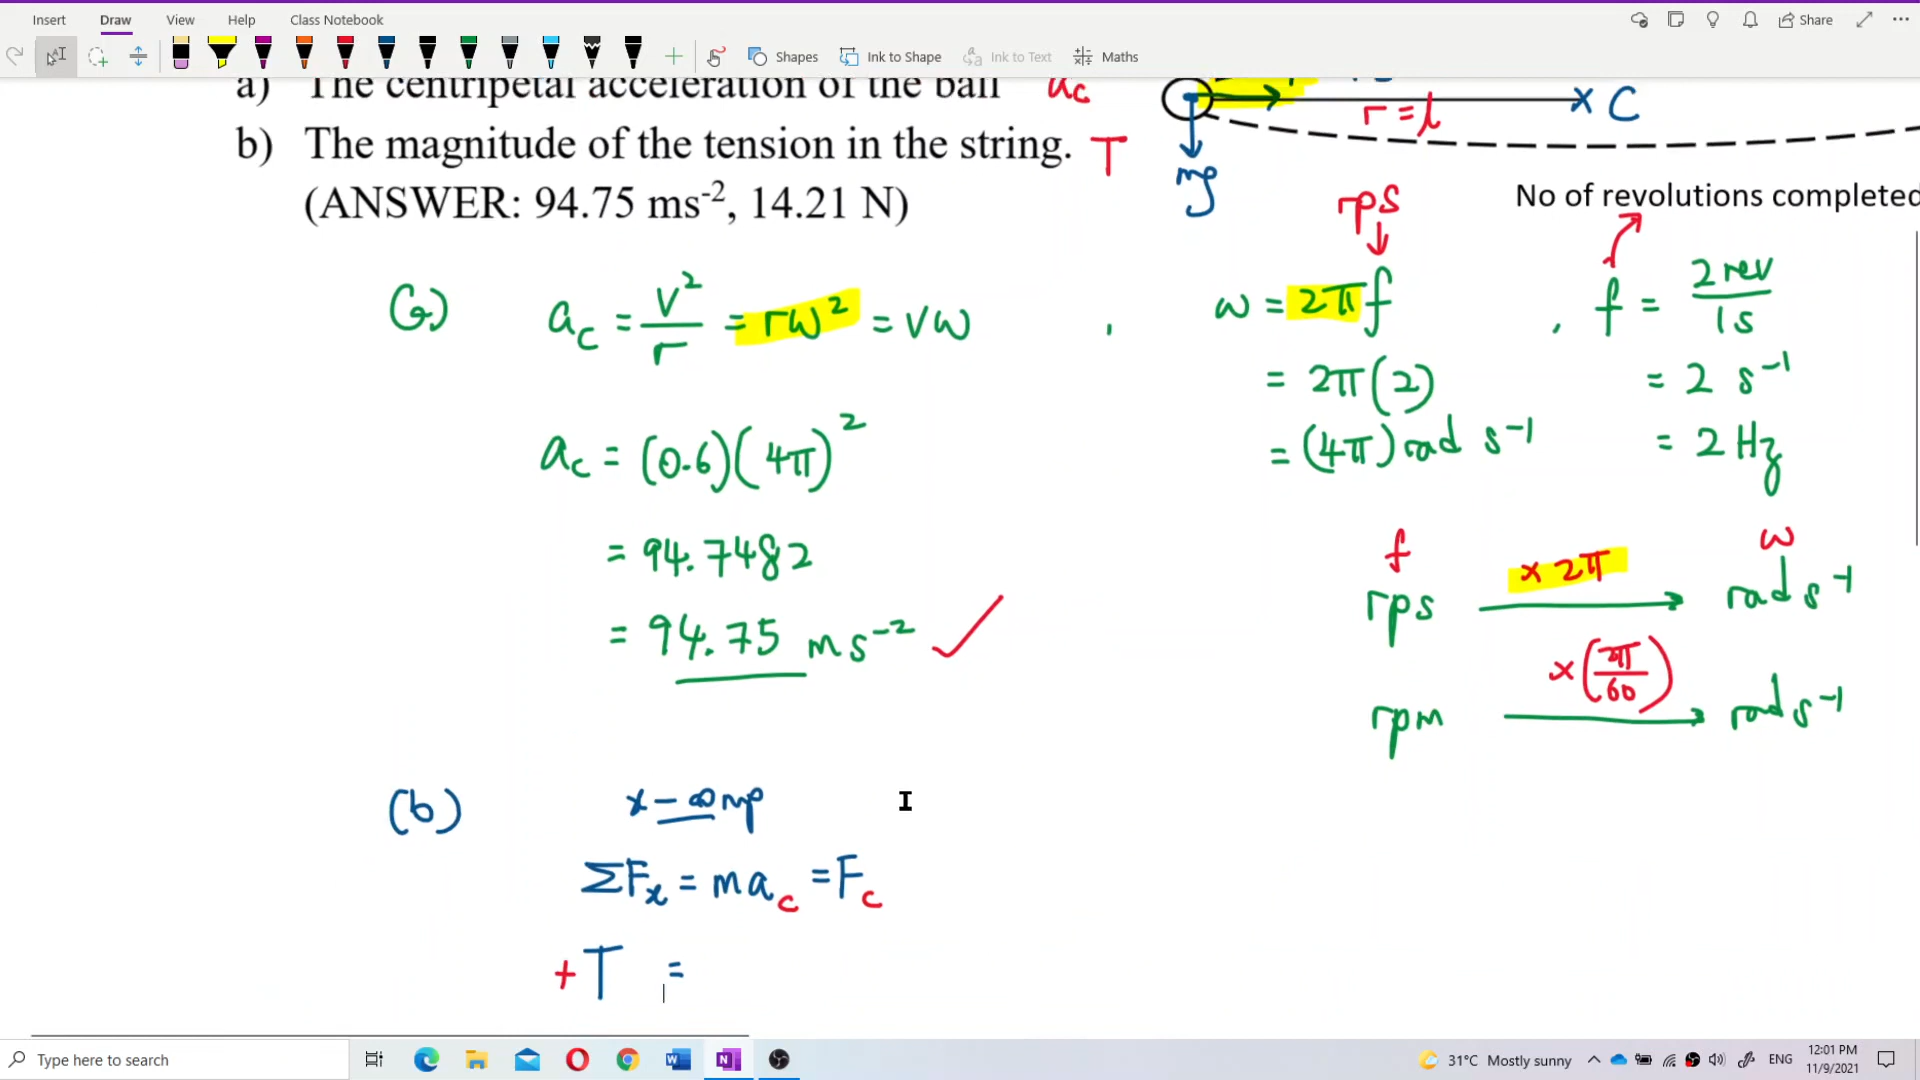 Insert Draw View Help Class Notebook
Share
Shapes Ink to Shape Ink to Text Maths
a) The centripetal acceleration of the ball ac
b) The magnitude of the tension in the string. T
(ANSWER: 94.75 ms-2, 14.21 N)
r = l
× C
mg
rps
No of revolutions completed
(a) ac = v²/r = rω² = vω ,
ω = 2πf ,
= 2π(2)
= (4π) rad s⁻¹
f = 2 rev / 1 s
= 2 s⁻¹
= 2 Hz
ac = (0.6)(4π)²
= 94.7482
= 94.75 ms⁻²
f ω
rps × 2π rad s⁻¹
rpm × (2π/60) rad s⁻¹
(b) x -
ΣFx = mac = Fc
+ T =
Type here to search
31°C Mostly sunny
ENG
12:01 PM
11/9/2021